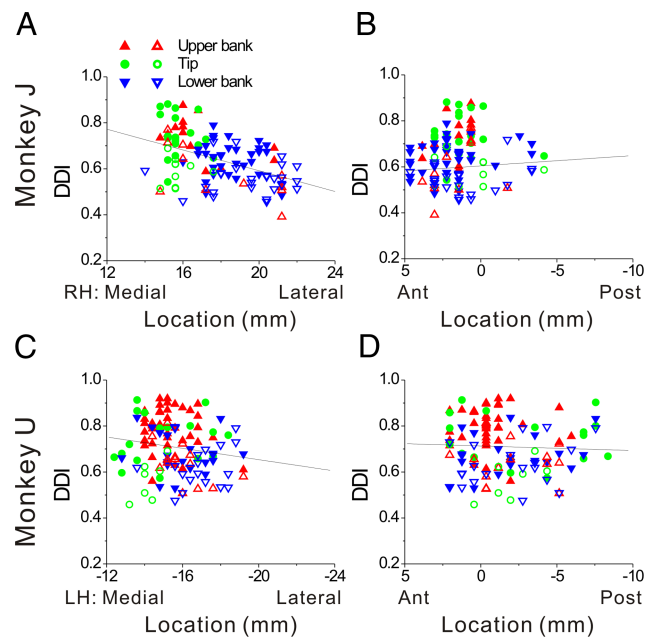 A
B
Upper bank
Tip
Lower bank
Monkey J
DDI
1.0
0.8
0.6
0.4
0.2
12 16 20 24
RH: Medial Lateral
Location (mm)
DDI
1.0
0.8
0.6
0.4
0.2
5 0 -5 -10
Ant Post
Location (mm)
C
D
Monkey U
DDI
1.0
0.8
0.6
0.4
0.2
-12 -16 -20 -24
LH: Medial Lateral
Location (mm)
DDI
1.0
0.8
0.6
0.4
0.2
5 0 -5 -10
Ant Post
Location (mm)